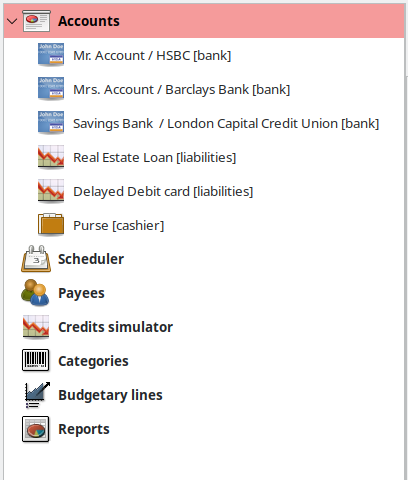 Accounts
Mr. Account / HSBC [bank]
Mrs. Account / Barclays Bank [bank]
Savings Bank  / London Capital Credit Union [bank]
Real Estate Loan [liabilities]
Delayed Debit card [liabilities]
Purse [cashier]
Scheduler
Payees
Credits simulator
Categories
Budgetary lines
Reports